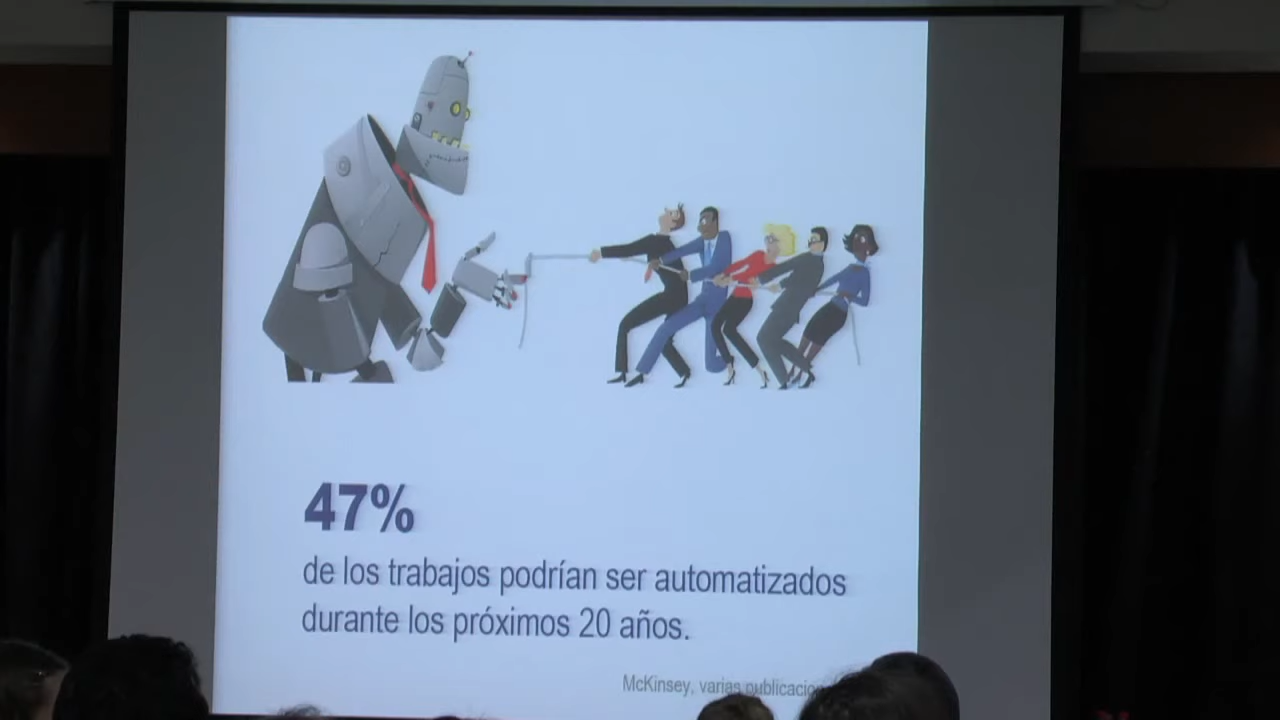 47%
de los trabajos podrían ser automatizados
durante los próximos 20 años.
McKinsey, varias